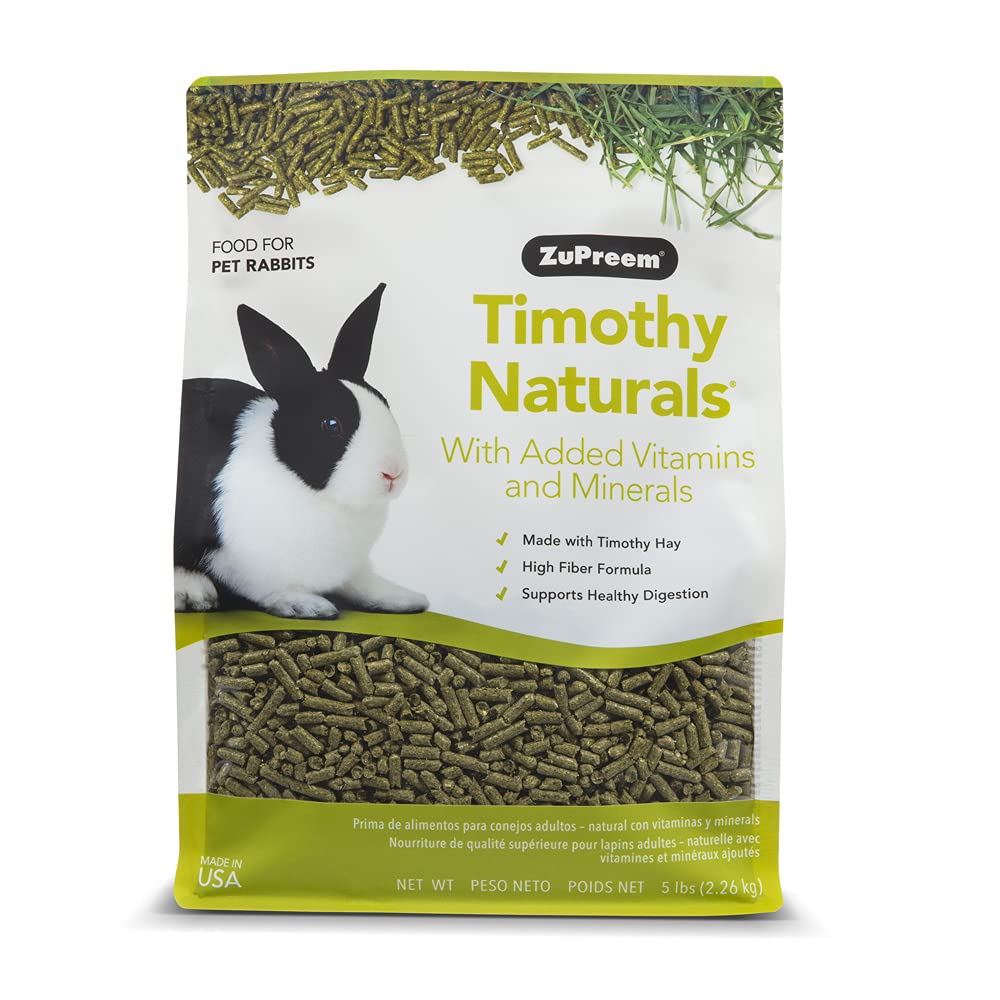 FOOD FOR
PET RABBITS
ZuPreem®
Timothy
Naturals®
With Added Vitamins
and Minerals
✓ Made with Timothy Hay
✓ High Fiber Formula
✓ Supports Healthy Digestion
Prima de alimentos para conejos adultos – natural con vitaminas y minerals
Nourriture de qualité supérieure pour lapins adultes – naturelle avec
vitamines et minéraux ajoutés
MADE IN
USA
NET WT PESO NETO POIDS NET 5 lbs (2.26 kg)